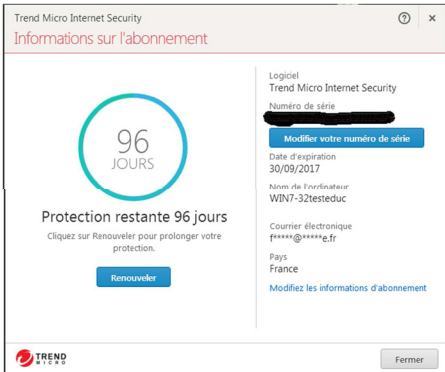 Trend Micro Internet Security
Informations sur l'abonnement
96
JOURS
Protection restante 96 jours
Cliquez sur Renouveler pour prolonger votre
protection.
Renouveler
Logiciel
Trend Micro Internet Security
Numéro de série
Modifier votre numéro de série
Date d'expiration
30/09/2017
Nom de l'ordinateur
WIN7-32testeduc
Courrier électronique
f*****@*****e.fr
Pays
France
Modifiez les informations d'abonnement
TREND
MICRO
Fermer